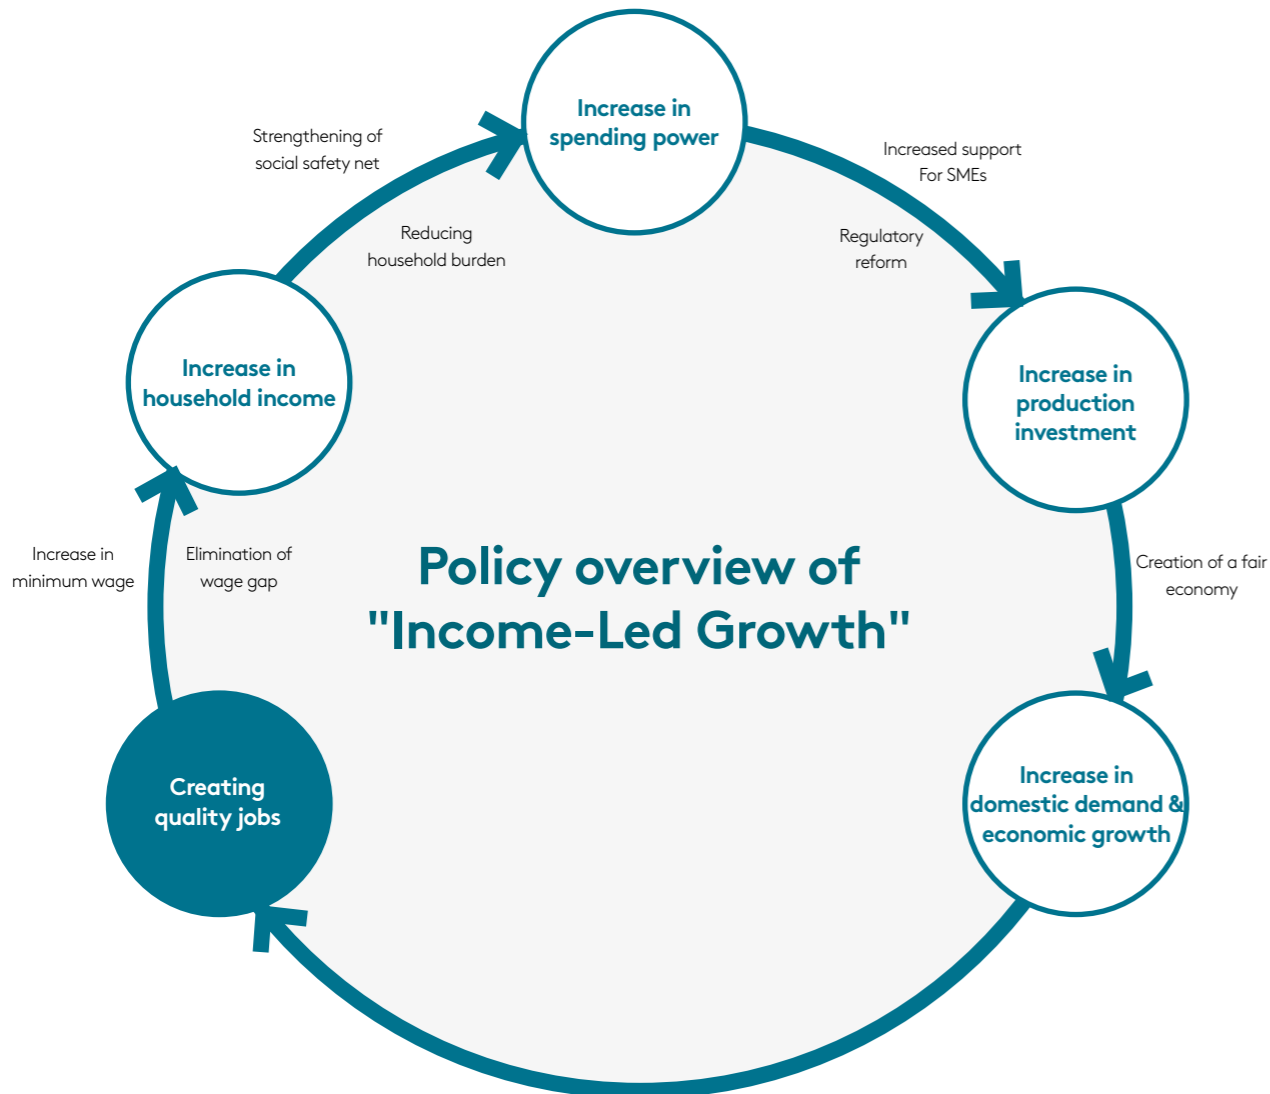 Increase in
spending power
Strengthening of
social safety net
Increased support
For SMEs
Reducing
household burden
Regulatory
reform
Increase in
household income
Increase in
production
investment
Increase in
minimum wage
Elimination of
wage gap
Policy overview of
"Income-Led Growth"
Creation of a fair
economy
Creating
quality jobs
Increase in
domestic demand &
economic growth